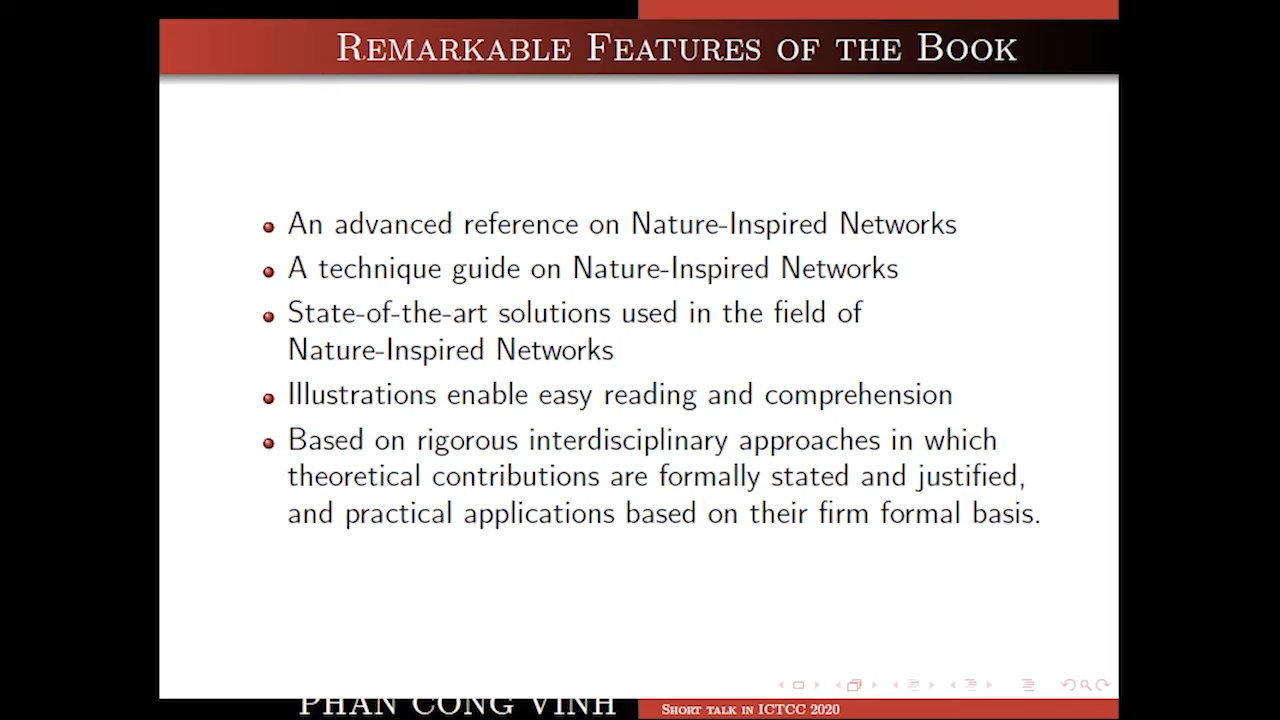 Remarkable Features of the Book
An advanced reference on Nature-Inspired Networks
A technique guide on Nature-Inspired Networks
State-of-the-art solutions used in the field of
Nature-Inspired Networks
Illustrations enable easy reading and comprehension
Based on rigorous interdisciplinary approaches in which
theoretical contributions are formally stated and justified,
and practical applications based on their firm formal basis.
PHAN CONG VINH
Short talk in ICTCC 2020